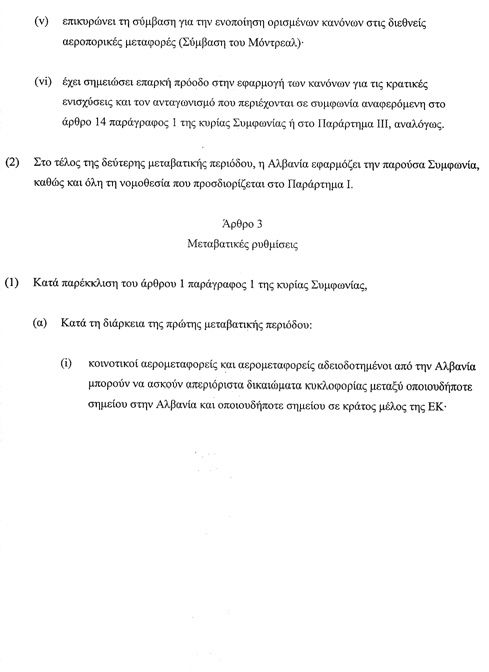 (v) επικυρώνει τη σύμβαση για την ενοποίηση ορισμένων κανόνων στις διεθνείς
αεροπορικές μεταφορές (Σύμβαση του Μόντρεαλ)·
(vi) έχει σημειώσει επαρκή πρόοδο στην εφαρμογή των κανόνων για τις κρατικές
ενισχύσεις και τον ανταγωνισμό που περιέχονται σε συμφωνία αναφερόμενη στο
άρθρο 14 παράγραφος 1 της κυρίας Συμφωνίας ή στο Παράρτημα III, αναλόγως.
(2) Στο τέλος της δεύτερης μεταβατικής περιόδου, η Αλβανία εφαρμόζει την παρούσα Συμφωνία,
καθώς και όλη τη νομοθεσία που προσδιορίζεται στο Παράρτημα I.
Άρθρο 3
Μεταβατικές ρυθμίσεις
(1) Κατά παρέκκλιση του άρθρου 1 παράγραφος 1 της κυρίας Συμφωνίας,
(α) Κατά τη διάρκεια της πρώτης μεταβατικής περιόδου:
(i) κοινοτικοί αερομεταφορείς και αερομεταφορείς αδειοδοτημένοι από την Αλβανία
μπορούν να ασκούν απεριόριστα δικαιώματα κυκλοφορίας μεταξύ οποιουδήποτε
σημείου στην Αλβανία και οποιουδήποτε σημείου σε κράτος μέλος της ΕΚ·